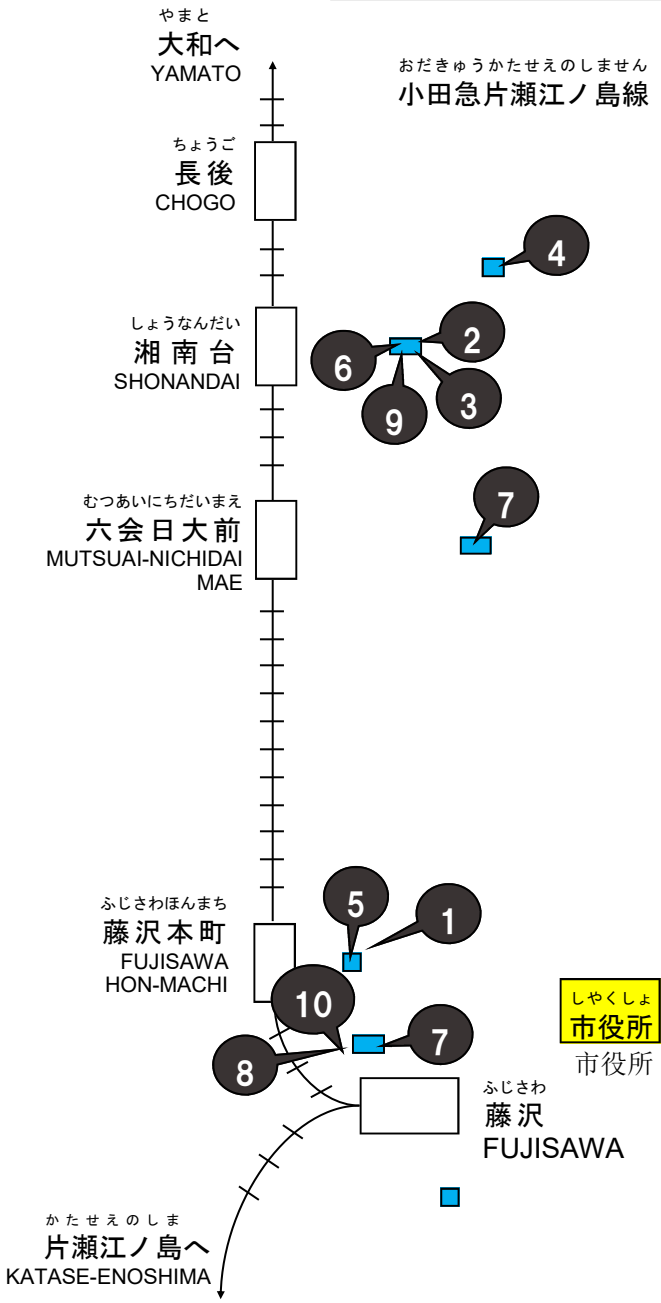 やまと
大和へ
YAMATO
おだきゅうかたせえのしません
小田急片瀬江ノ島線
ちょうご
長後
CHOGO
4
しょうなんだい
湘南台
SHONANDAI
2
6
3
9
むつあいにちだいまえ
六会日大前
MUTSUAI-NICHIDAI
MAE
7
ふじさわほんまち
藤沢本町
FUJISAWA
HON-MACHI
5
1
10
7
8
しやくしょ
市役所
市役所
ふじさわ
藤沢
FUJISAWA
かたせえのしま
片瀬江ノ島へ
KATASE-ENOSHIMA